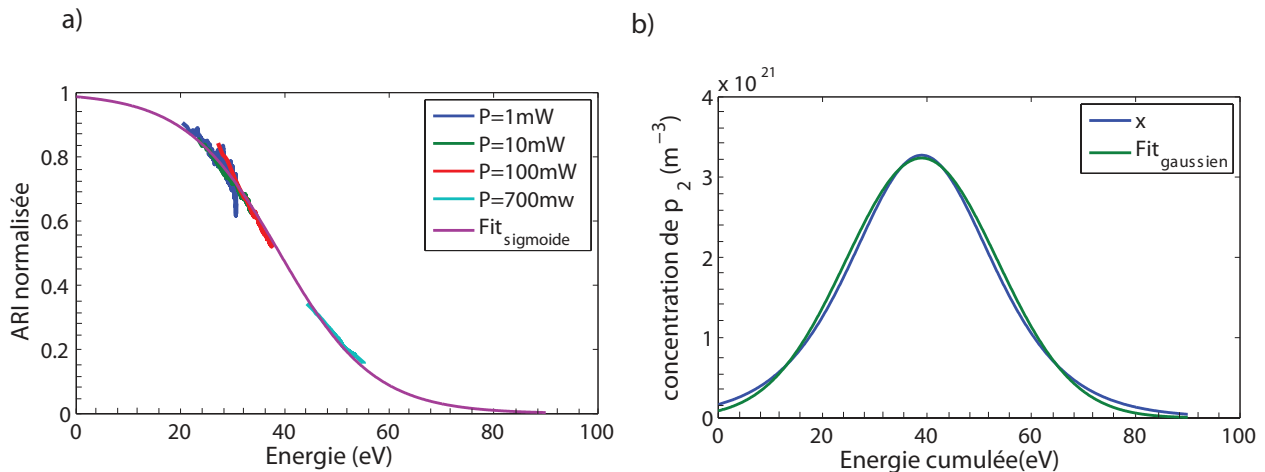 a)
ARI normalisée
1
0.8
0.6
0.4
0.2
0
0 20 40 60 80 100
Energie (eV)
P=1mW
P=10mW
P=100mW
P=700mw
Fit sigmoide
b)
x 10 21
concentration de p 2 (m−3)
4
3
2
1
0
0 20 40 60 80 100
Energie cumulée(eV)
x
Fit gaussien